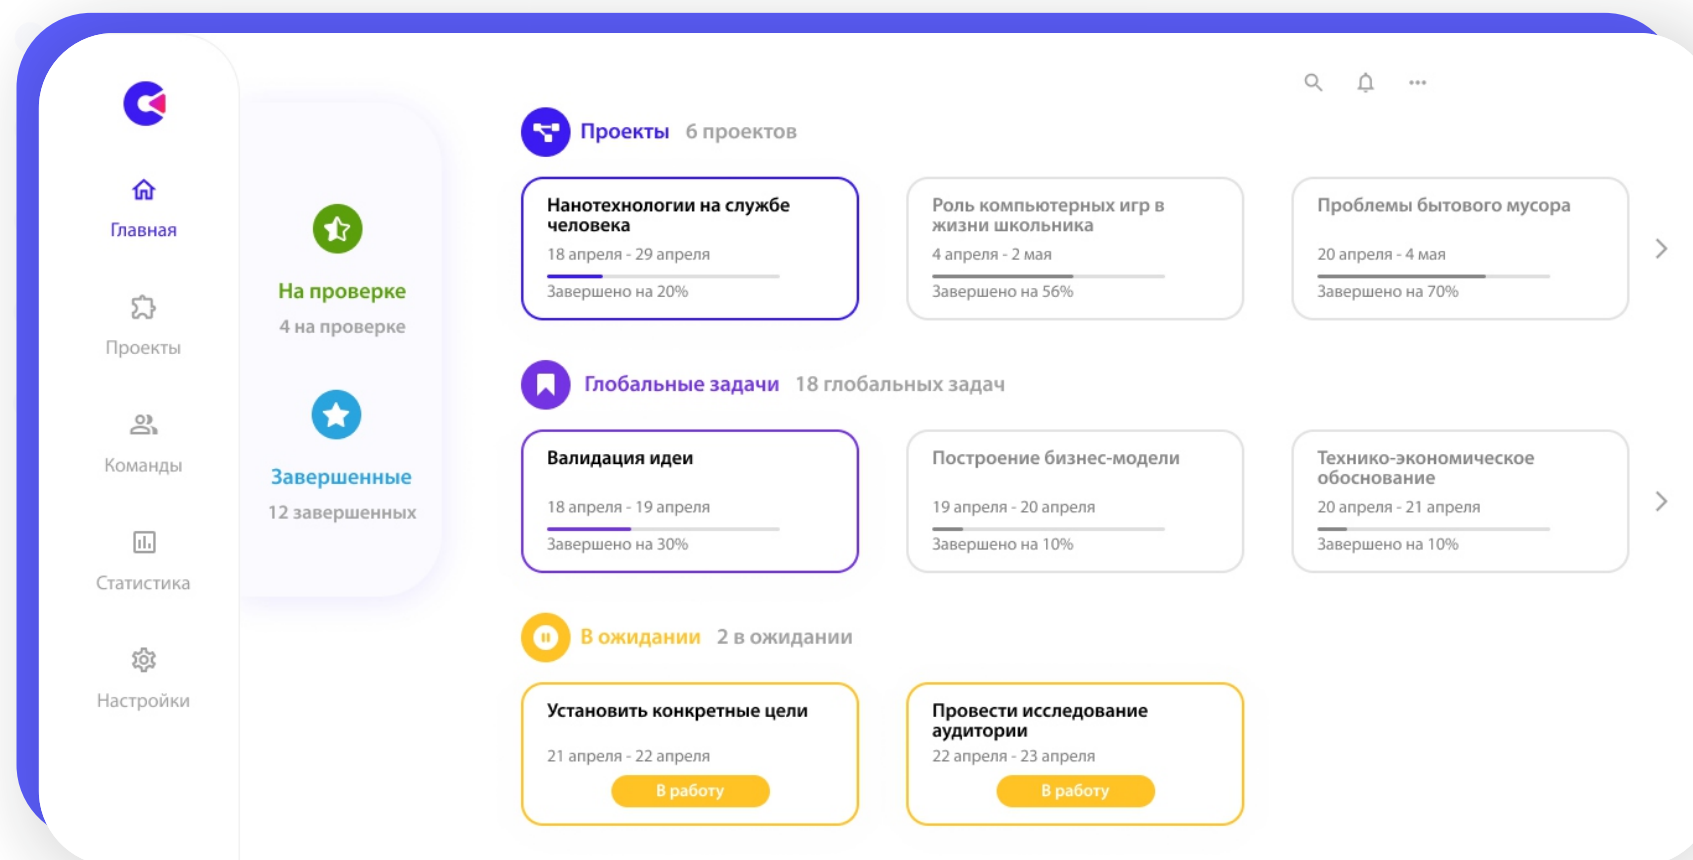 Главная
Проекты
Команды
Статистика
Настройки
На проверке
4 на проверке
Завершенные
12 завершенных
Проекты 6 проектов
Нанотехнологии на службе
человека
18 апреля - 29 апреля
Завершено на 20%
Роль компьютерных игр в
жизни школьника
4 апреля - 2 мая
Завершено на 56%
Проблемы бытового мусора
20 апреля - 4 мая
Завершено на 70%
Глобальные задачи 18 глобальных задач
Валидация идеи
18 апреля - 19 апреля
Завершено на 30%
Построение бизнес-модели
19 апреля - 20 апреля
Завершено на 10%
Технико-экономическое
обоснование
20 апреля - 21 апреля
Завершено на 10%
В ожидании 2 в ожидании
Установить конкретные цели
21 апреля - 22 апреля
В работу
Провести исследование
аудитории
22 апреля - 23 апреля
В работу